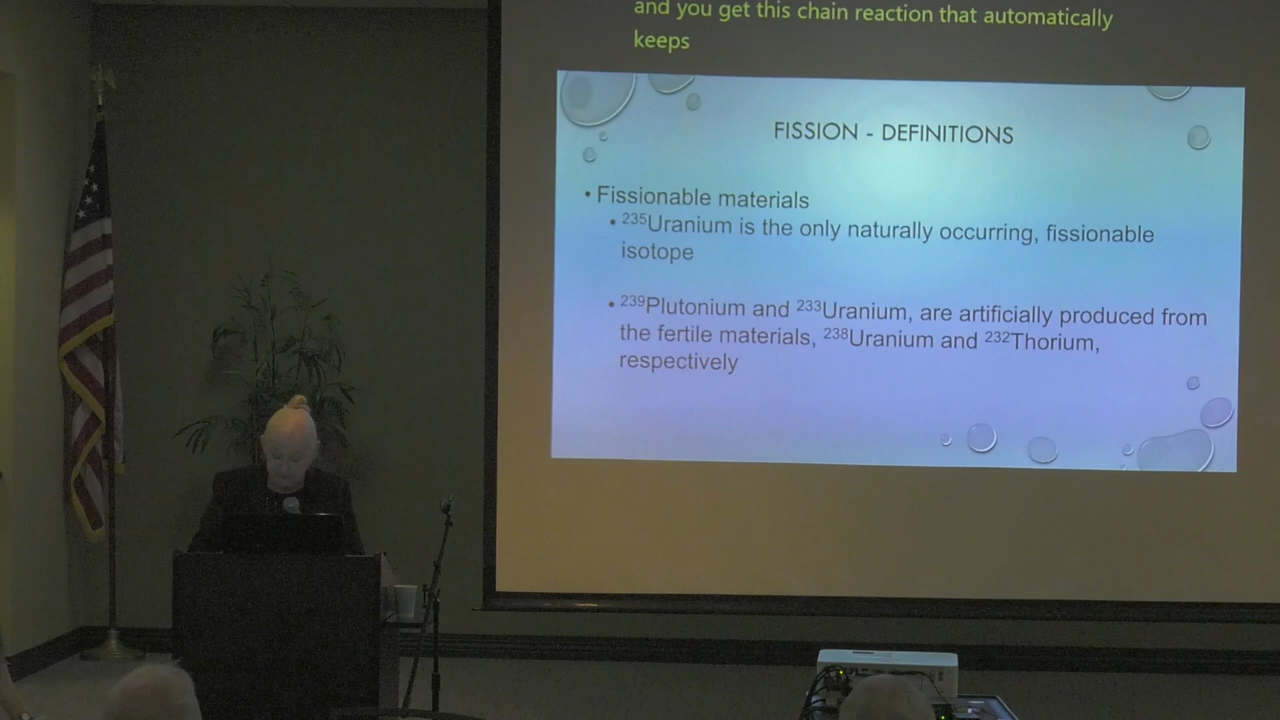 and you get this chain reaction that automatically
keeps
FISSION - DEFINITIONS
• Fissionable materials
• ²³⁵Uranium is the only naturally occurring, fissionable
isotope
• ²³⁹Plutonium and ²³³Uranium, are artificially produced from
the fertile materials, ²³⁸Uranium and ²³²Thorium,
respectively